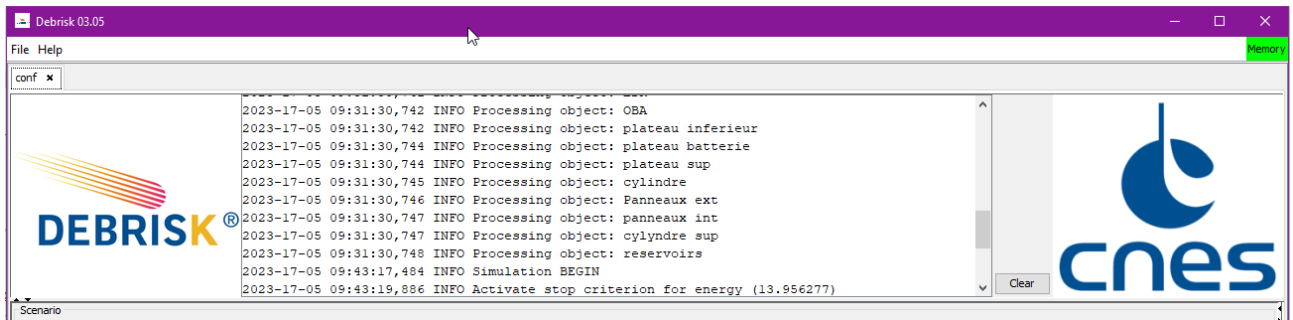 Debrisk 03.05
File Help
Memory
conf
2023-17-05 09:31:30,742 INFO Processing object: OBA
2023-17-05 09:31:30,742 INFO Processing object: plateau inferieur
2023-17-05 09:31:30,744 INFO Processing object: plateau batterie
2023-17-05 09:31:30,744 INFO Processing object: plateau sup
2023-17-05 09:31:30,745 INFO Processing object: cylindre
2023-17-05 09:31:30,746 INFO Processing object: Panneaux ext
2023-17-05 09:31:30,747 INFO Processing object: panneaux int
2023-17-05 09:31:30,747 INFO Processing object: cylyndre sup
2023-17-05 09:31:30,748 INFO Processing object: reservoirs
2023-17-05 09:43:17,484 INFO Simulation BEGIN
2023-17-05 09:43:19,886 INFO Activate stop criterion for energy (13.956277)
DEBRISK®
Clear
cnes
Scenario